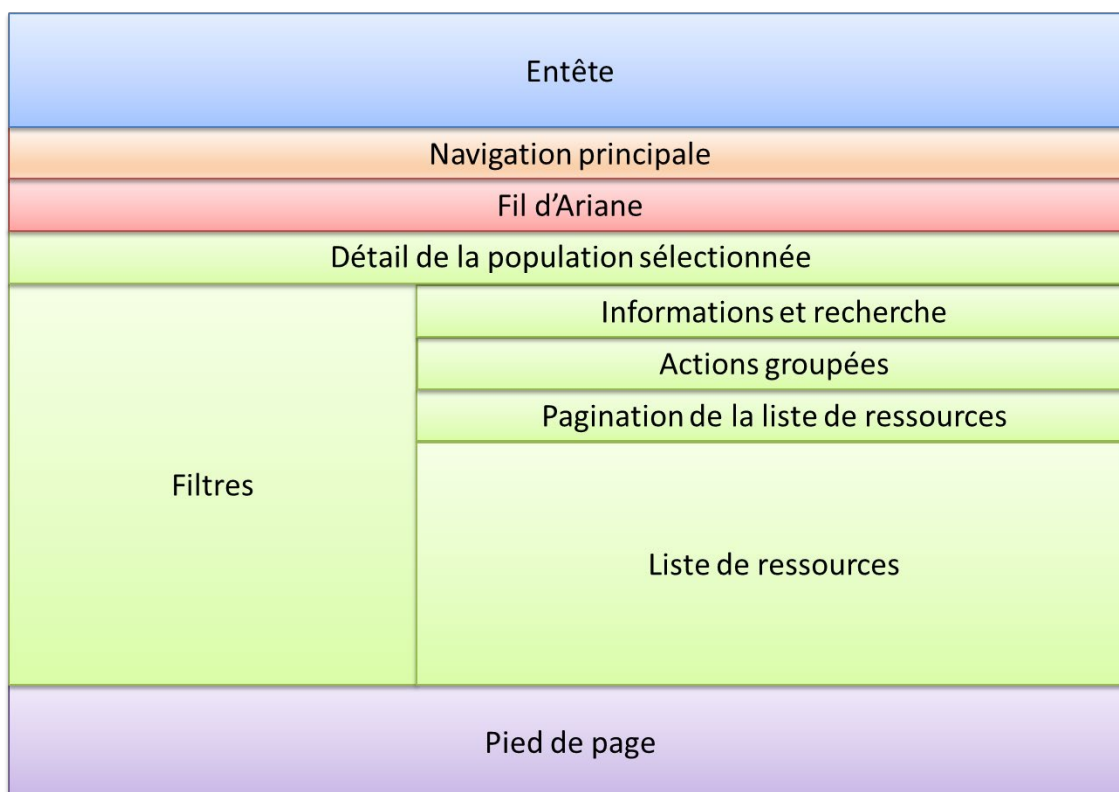 Entête
Navigation principale
Fil d’Ariane
Détail de la population sélectionnée
Filtres
Informations et recherche
Actions groupées
Pagination de la liste de ressources
Liste de ressources
Pied de page